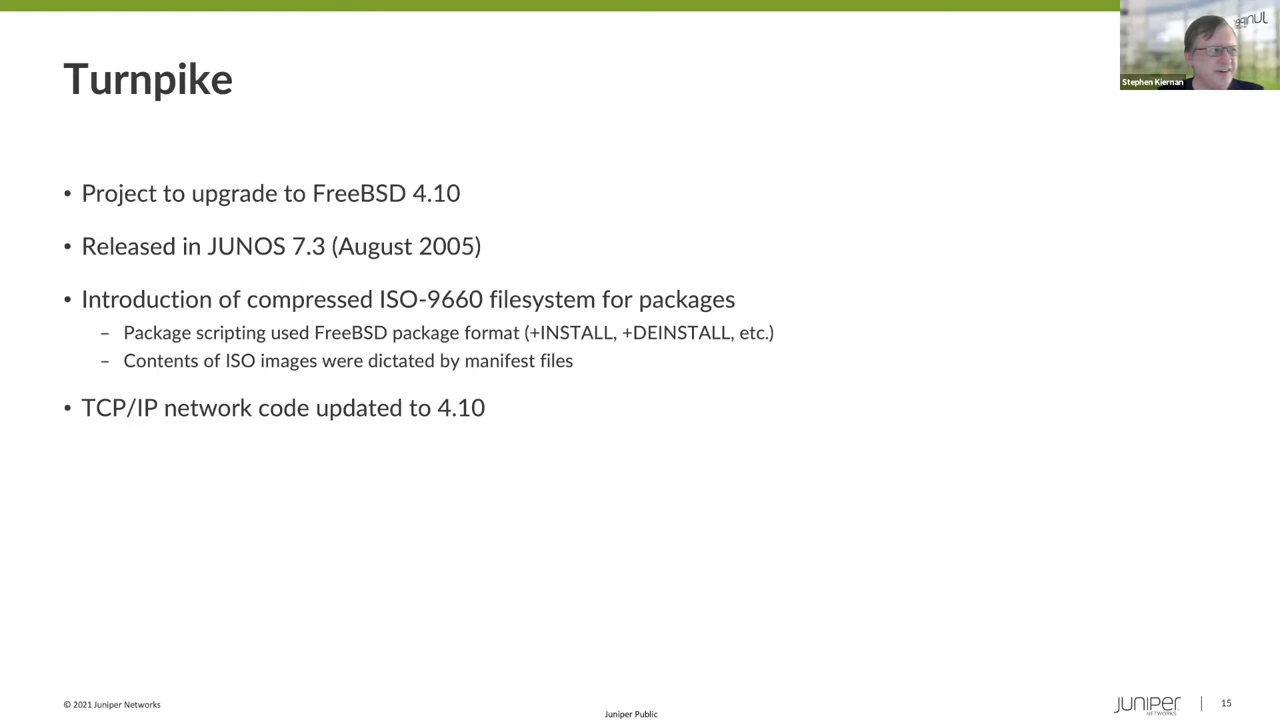 Turnpike
Stephen Kiernan
• Project to upgrade to FreeBSD 4.10
• Released in JUNOS 7.3 (August 2005)
• Introduction of compressed ISO-9660 filesystem for packages
– Package scripting used FreeBSD package format (+INSTALL, +DEINSTALL, etc.)
– Contents of ISO images were dictated by manifest files
• TCP/IP network code updated to 4.10
© 2021 Juniper Networks
Juniper Public
JUNIPER
NETWORKS
15